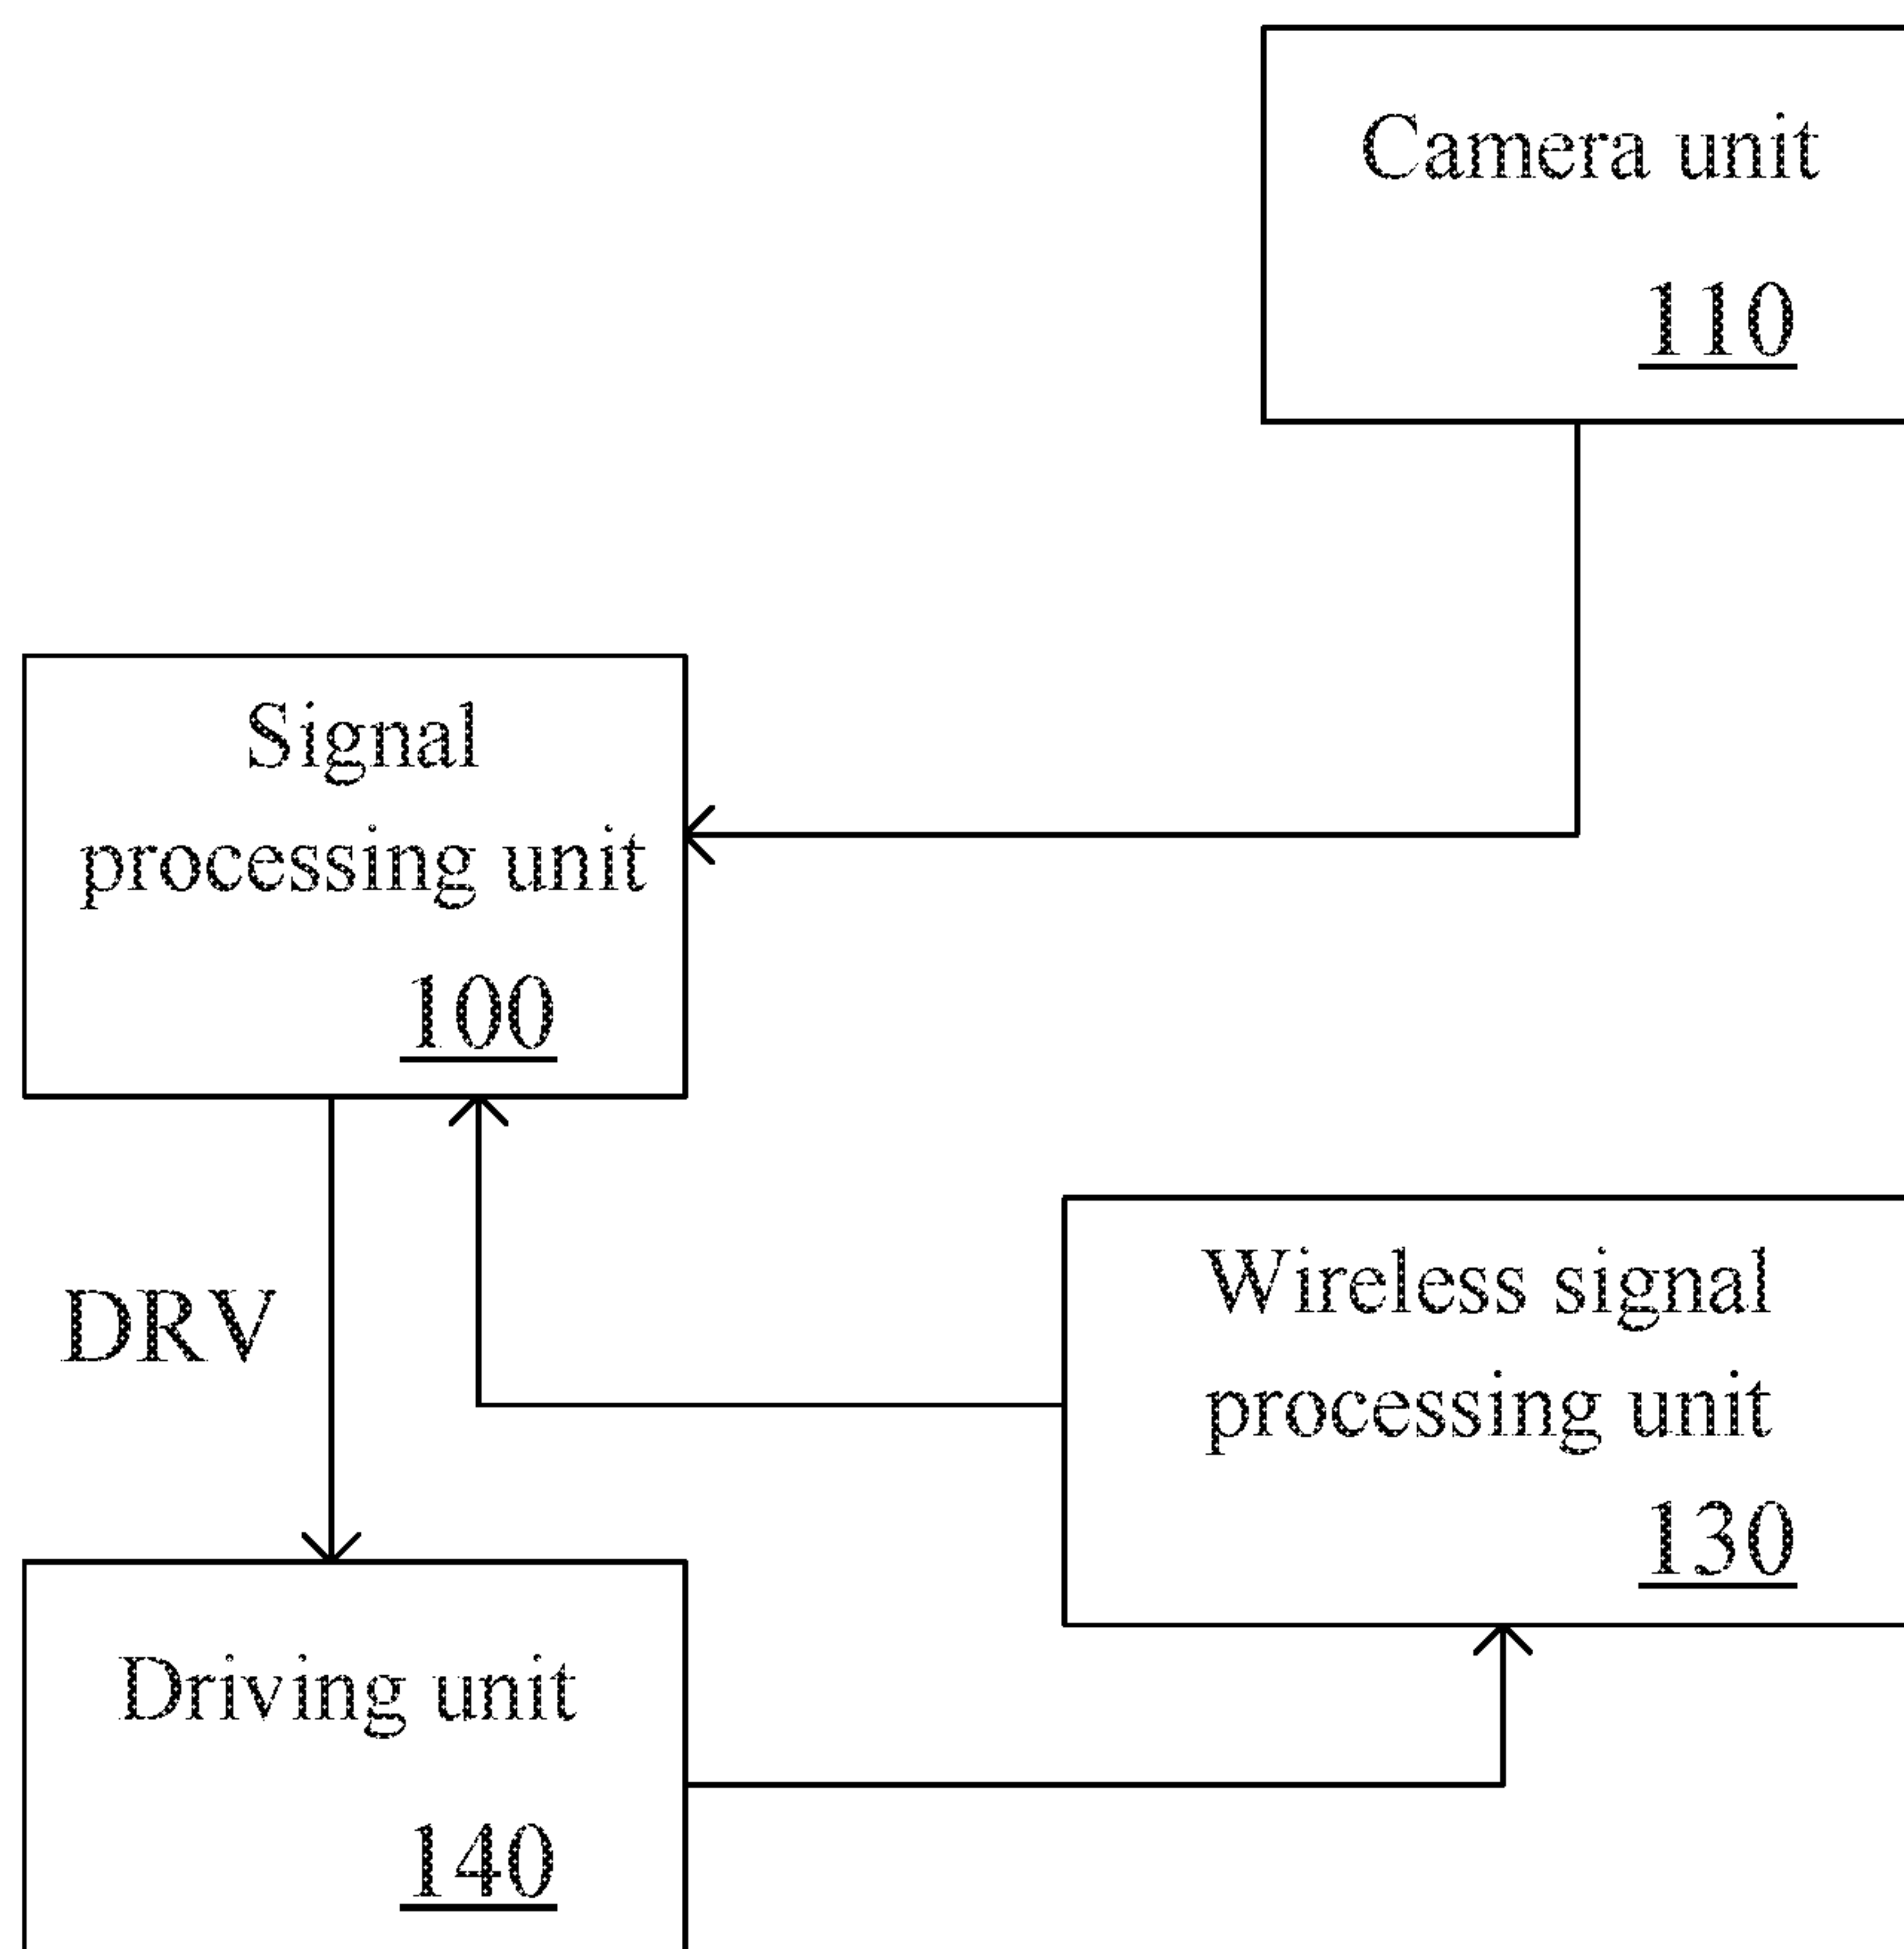 Camera unit
110
Signal
processing unit
100
DRV
Wireless signal
processing unit
130
Driving unit
140